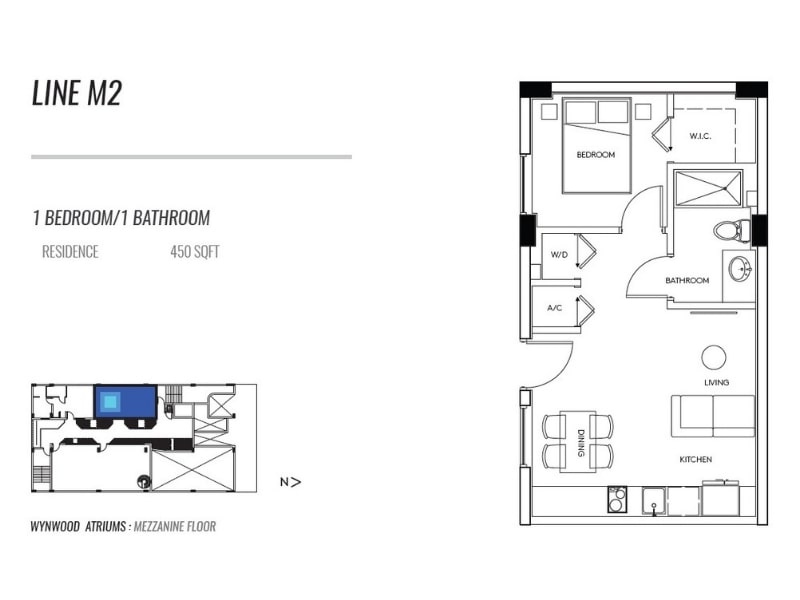 LINE M2
1 BEDROOM/1 BATHROOM
RESIDENCE 450 SQFT
N>
WYNWOOD ATRIUMS : MEZZANINE FLOOR
BEDROOM
W.I.C.
W/D
BATHROOM
A/C
LIVING
DINING
KITCHEN